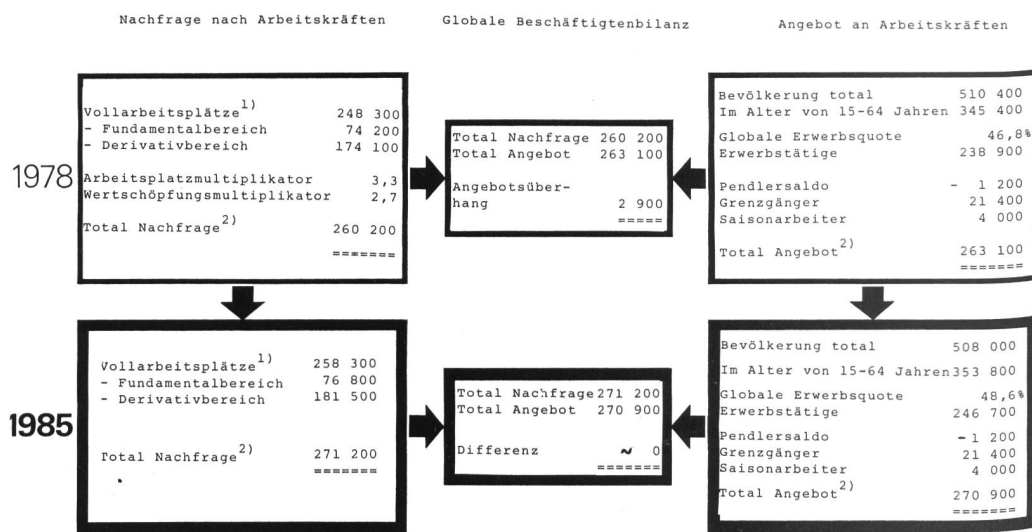 Nachfrage nach Arbeitskräften
Globale Beschäftigtenbilanz
Angebot an Arbeitskräften
1978
Vollarbeitsplätze 1) 248 300
- Fundamentalbereich 74 200
- Derivativbereich 174 100
Arbeitsplatzmultiplikator 3,3
Wertschöpfungsmultiplikator 2,7
Total Nachfrage 2) 260 200
=======
Total Nachfrage 260 200
Total Angebot 263 100
Angebotsüber-
hang 2 900
=====
Bevölkerung total 510 400
Im Alter von 15-64 Jahren 345 400
Globale Erwerbsquote 46,8%
Erwerbstätige 238 900
Pendlersaldo - 1 200
Grenzgänger 21 400
Saisonarbeiter 4 000
Total Angebot 2) 263 100
=======
1985
Vollarbeitsplätze 1) 258 300
- Fundamentalbereich 76 800
- Derivativbereich 181 500
Total Nachfrage 2) 271 200
=======
Total Nachfrage 271 200
Total Angebot 270 900
Differenz ~ 0
=======
Bevölkerung total 508 000
Im Alter von 15-64 Jahren 353 800
Globale Erwerbsquote 48,6%
Erwerbstätige 246 700
Pendlersaldo -1 200
Grenzgänger 21 400
Saisonarbeiter 4 000
Total Angebot 2) 270 900
=======